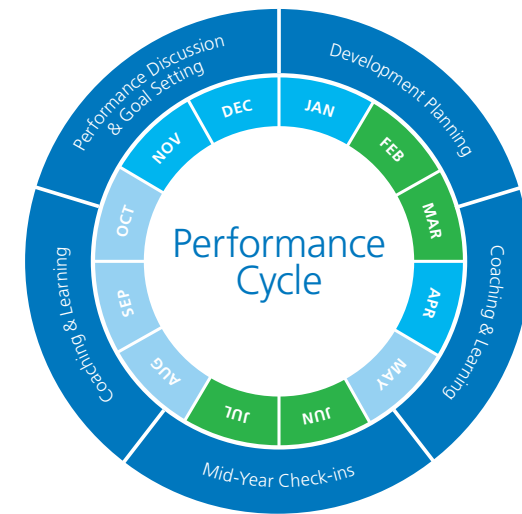 Performance Discussion
& Goal Setting
Development Planning
Coaching & Learning
Mid-Year Check-ins
Coaching & Learning
JAN
FEB
MAR
APR
MAY
JUN
JUL
AUG
SEP
OCT
NOV
DEC
Performance
Cycle